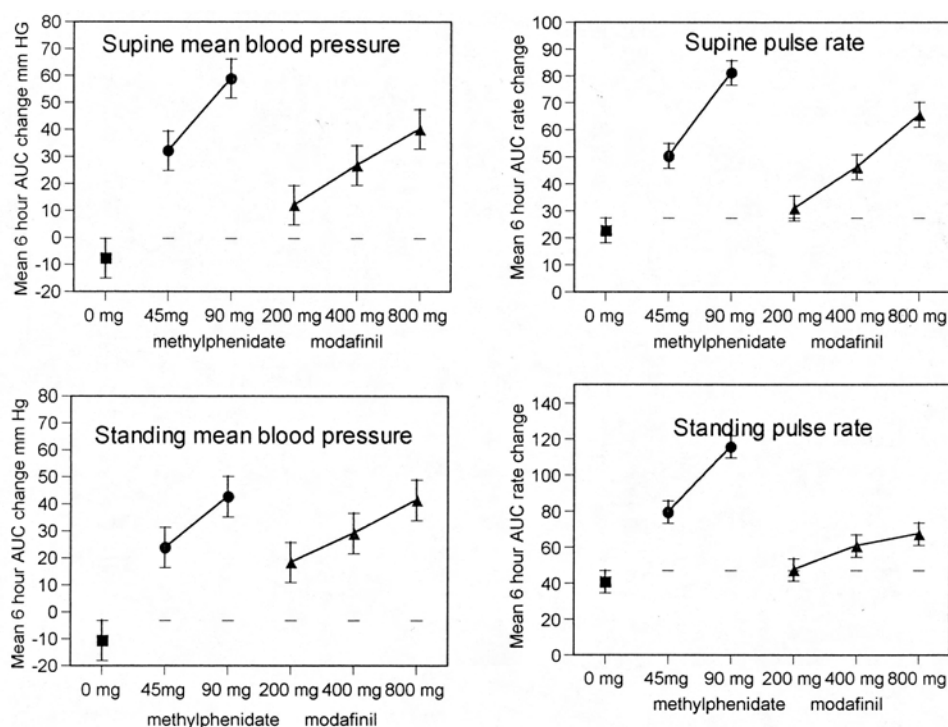 Supine mean blood pressure
Mean 6 hour AUC change mm HG
80
70
60
50
40
30
20
10
0
-10
-20
0 mg 45mg 90 mg 200 mg 400 mg 800 mg
methylphenidate modafinil
Supine pulse rate
Mean 6 hour AUC rate change
100
90
80
70
60
50
40
30
20
10
0
0 mg 45mg 90 mg 200 mg 400 mg 800 mg
methylphenidate modafinil
Standing mean blood pressure
Mean 6 hour AUC change mm Hg
80
70
60
50
40
30
20
10
0
-10
-20
0 mg 45mg 90 mg 200 mg 400 mg 800 mg
methylphenidate modafinil
Standing pulse rate
Mean 6 hour AUC rate change
140
120
100
80
60
40
20
0
0 mg 45mg 90 mg 200 mg 400 mg 800 mg
methylphenidate modafinil